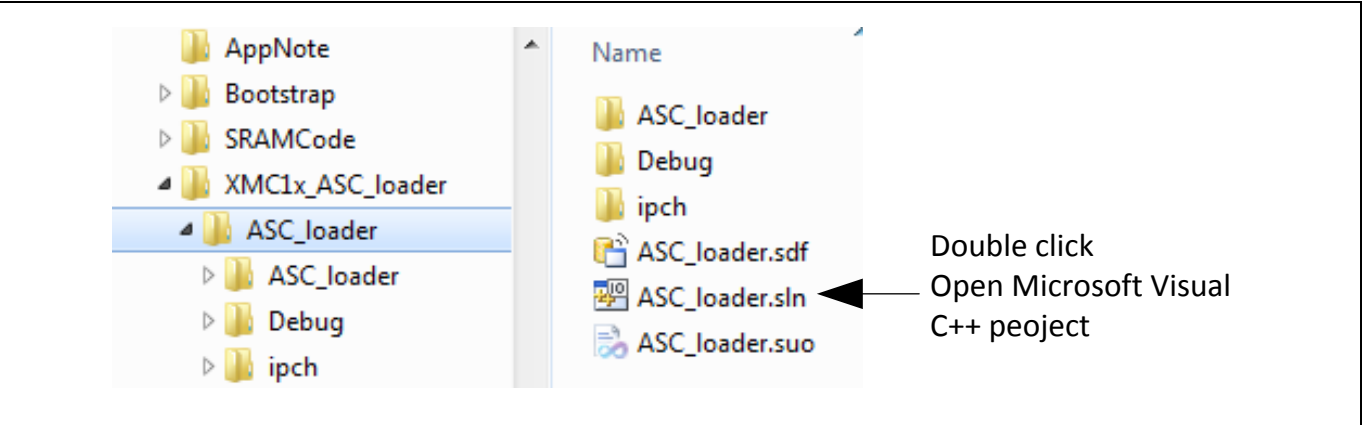 AppNote
Bootstrap
SRAMCode
XMC1x_ASC_loader
ASC_loader
ASC_loader
Debug
ipch
Name
ASC_loader
Debug
ipch
ASC_loader.sdf
ASC_loader.sln
ASC_loader.suo
Double click
Open Microsoft Visual
C++ peoject